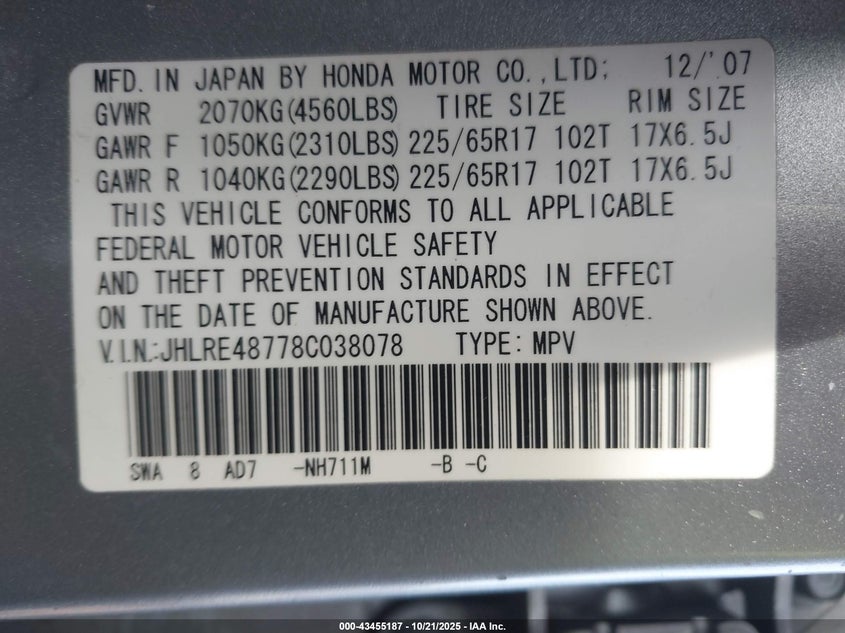 MFD. IN JAPAN BY HONDA MOTOR CO.,LTD; 12/'07
GVWR 2070KG(4560LBS) TIRE SIZE RIM SIZE
GAWR F 1050KG(2310LBS) 225/65R17 102T 17X6.5J
GAWR R 1040KG(2290LBS) 225/65R17 102T 17X6.5J
THIS VEHICLE CONFORMS TO ALL APPLICABLE
FEDERAL MOTOR VEHICLE SAFETY
AND THEFT PREVENTION STANDARDS IN EFFECT
ON THE DATE OF MANUFACTURE SHOWN ABOVE.
V.I.N.:JHLRE48778C038078 TYPE: MPV
SWA 8 AD7 -NH711M -B -C
000-43455187 - 10/21/2025 - IAA Inc.